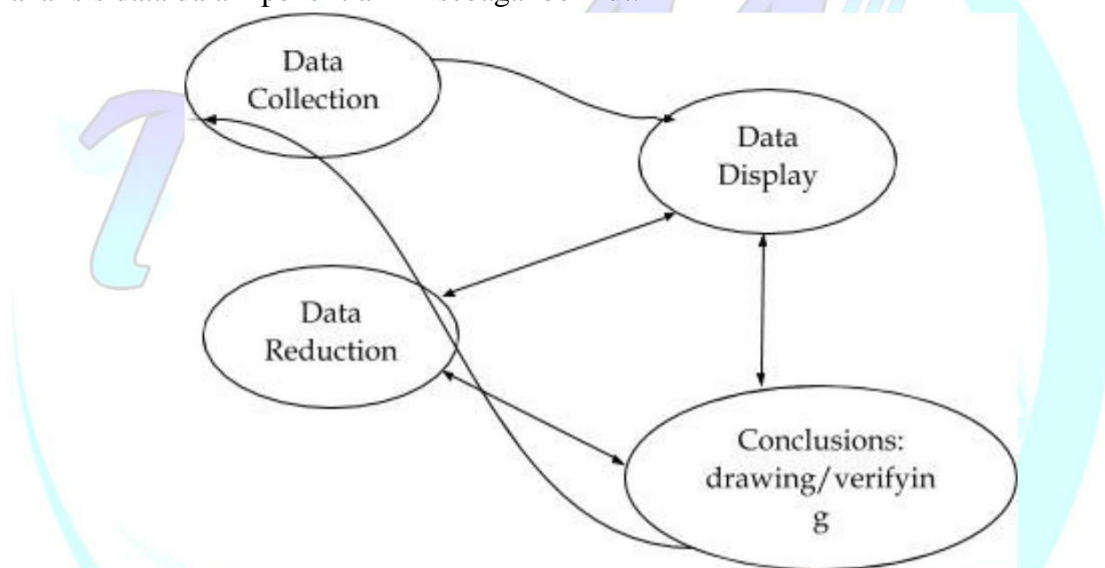 Data
Collection
Data
Display
Data
Reduction
Conclusions:
drawing/verifyin
g